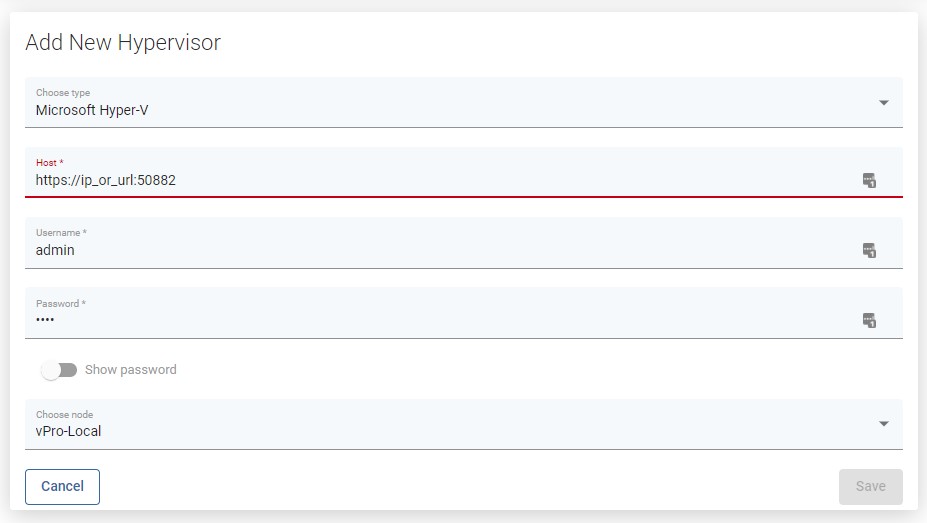 Add New Hypervisor
Choose type
Microsoft Hyper-V
Host *
https://ip_or_url:50882
Username *
admin
Password *
••••
Show password
Choose node
vPro-Local
Cancel
Save